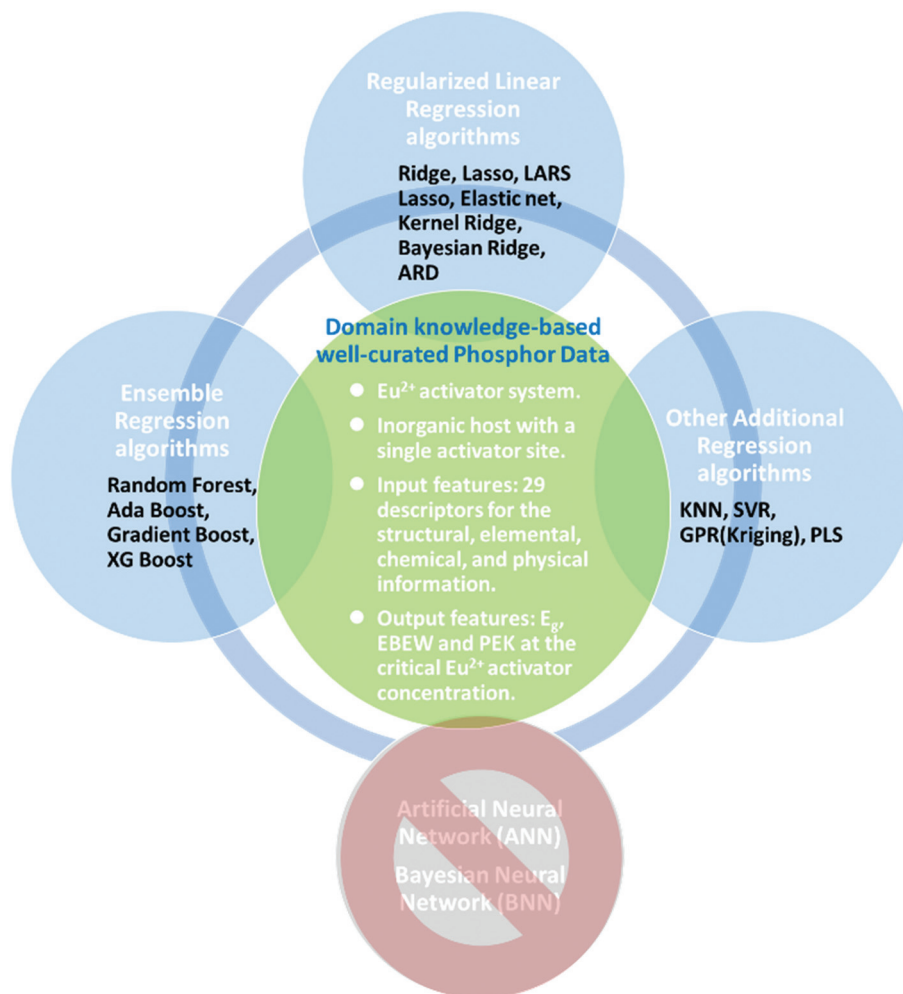 Regularized Linear
Regression
algorithms
Ridge, Lasso, LARS
Lasso, Elastic net,
Kernel Ridge,
Bayesian Ridge,
ARD
Ensemble
Regression
algorithms
Random Forest,
Ada Boost,
Gradient Boost,
XG Boost
Domain knowledge-based
well-curated Phosphor Data
● Eu²⁺ activator system.
● Inorganic host with a
single activator site.
● Input features: 29
descriptors for the
structural, elemental,
chemical, and physical
information.
● Output features: E_g,
EBEW and PEK at the
critical Eu²⁺ activator
concentration.
Other Additional
Regression
algorithms
KNN, SVR,
GPR(Kriging), PLS
Artificial Neural
Network (ANN)
Bayesian Neural
Network (BNN)